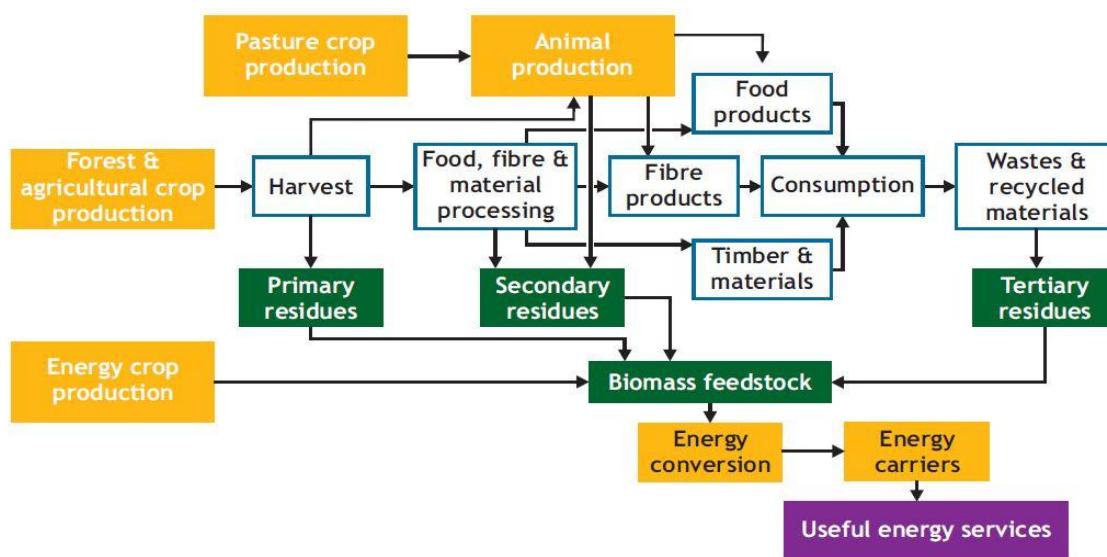 Pasture crop
production
Animal
production
Food
products
Forest &
agricultural crop
production
Harvest
Food, fibre &
material
processing
Fibre
products
Consumption
Wastes &
recycled
materials
Timber &
materials
Primary
residues
Secondary
residues
Tertiary
residues
Energy crop
production
Biomass feedstock
Energy
conversion
Energy
carriers
Useful energy services